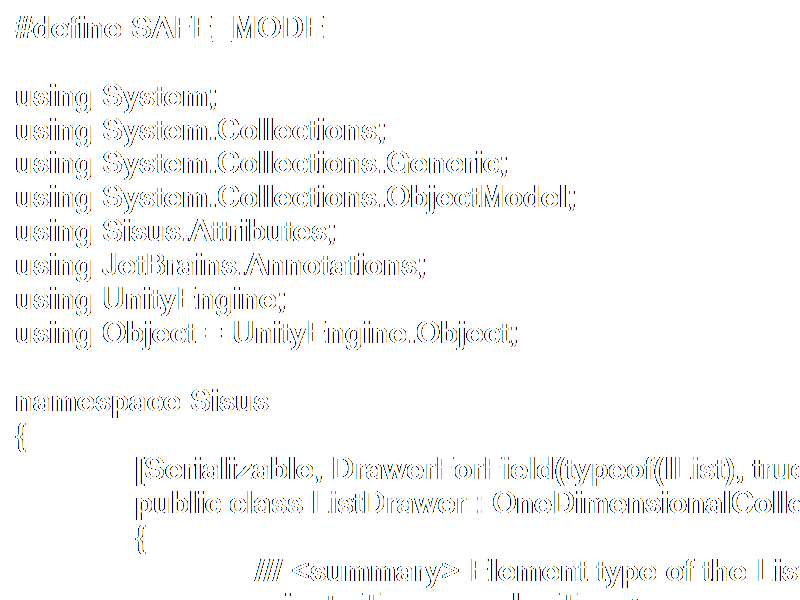 #define SAFE_MODE
using System;
using System.Collections;
using System.Collections.Generic;
using System.Collections.ObjectModel;
using Sisus.Attributes;
using JetBrains.Annotations;
using UnityEngine;
using Object = UnityEngine.Object;
namespace Sisus
{
[Serializable, DrawerForField(typeof(IList), true
public class ListDrawer : OneDimensionalColle
{
/// <summary> Element type of the Lis